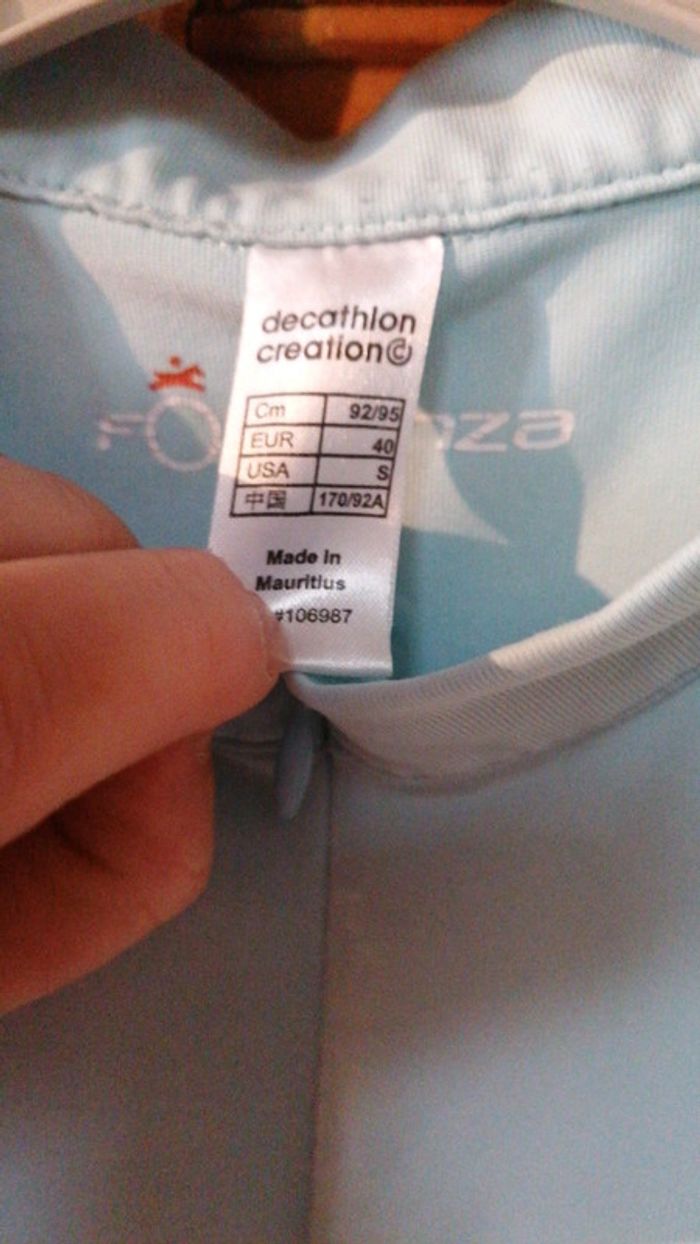 decathlon
creation©
Cm 92/95
EUR 40
USA S
中国 170/92A
Made in
Mauritius
#106987